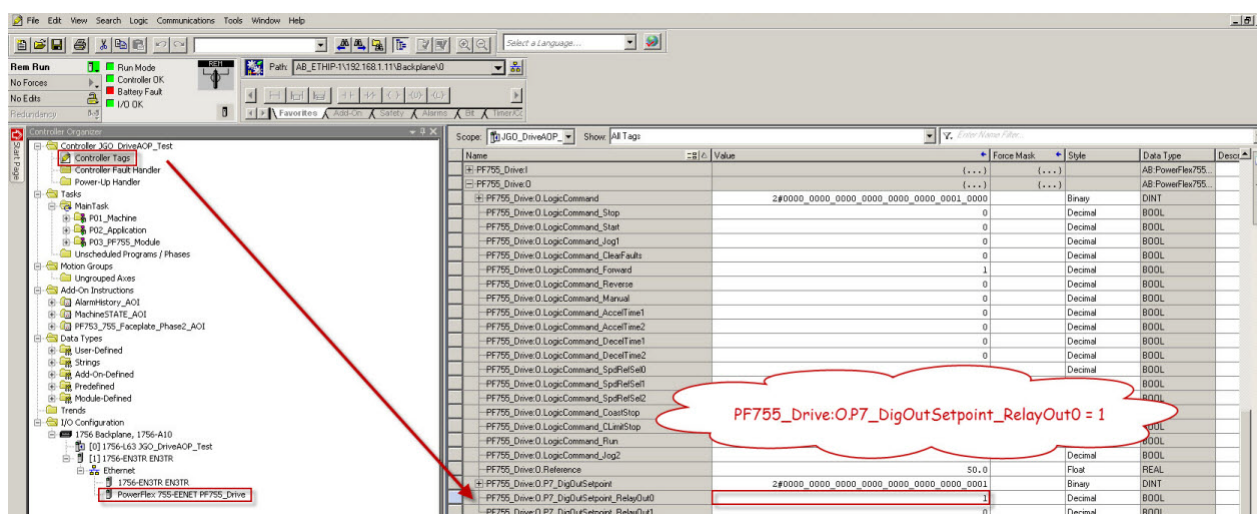 File Edit View Search Logic Communications Tools Window Help
Select a Language...
Rem Run
Run Mode
REM
Path: AB_ETHIP-1\192.168.1.11\Backplane\0
No Forces
Controller OK
No Edits
Battery Fault
I/O OK
Redundancy
Favorites Add-On Safety Alarms Bit Timer/C
Start Page
Controller Organizer
Controller JGO_DriveAOP_Test
Controller Tags
Controller Fault Handler
Power-Up Handler
Tasks
MainTask
P01_Machine
P02_Application
P03_PF755_Module
Unscheduled Programs / Phases
Motion Groups
Ungrouped Axes
Add-On Instructions
AlarmHistory_AOI
MachineSTATE_AOI
PF753_755_Faceplate_Phase2_AOI
Data Types
User-Defined
Strings
Add-On-Defined
Predefined
Module-Defined
Trends
I/O Configuration
1756 Backplane, 1756-A10
[0] 1756-L63 JGO_DriveAOP_Test
[1] 1756-EN3TR EN3TR
Ethernet
1756-EN3TR EN3TR
PowerFlex 755-EENET PF755_Drive
Scope: JGO_DriveAOP_ Show: All Tags Enter Name Filter...
Name Value Force Mask Style Data Type Descr
PF755_Drive:I {...} {...} AB:PowerFlex755...
PF755_Drive:O {...} {...} AB:PowerFlex755...
PF755_Drive:O.LogicCommand 2#0000_0000_0000_0000_0000_0000_0001_0000 Binary DINT
PF755_Drive:O.LogicCommand_Stop 0 Decimal BOOL
PF755_Drive:O.LogicCommand_Start 0 Decimal BOOL
PF755_Drive:O.LogicCommand_Jog1 0 Decimal BOOL
PF755_Drive:O.LogicCommand_ClearFaults 0 Decimal BOOL
PF755_Drive:O.LogicCommand_Forward 1 Decimal BOOL
PF755_Drive:O.LogicCommand_Reverse 0 Decimal BOOL
PF755_Drive:O.LogicCommand_Manual 0 Decimal BOOL
PF755_Drive:O.LogicCommand_AccelTime1 0 Decimal BOOL
PF755_Drive:O.LogicCommand_AccelTime2 0 Decimal BOOL
PF755_Drive:O.LogicCommand_DecelTime1 0 Decimal BOOL
PF755_Drive:O.LogicCommand_DecelTime2 0 Decimal BOOL
PF755_Drive:O.LogicCommand_SpdRefSel0 Decimal BOOL
PF755_Drive:O.LogicCommand_SpdRefSel1 BOOL
PF755_Drive:O.LogicCommand_SpdRefSel2 BOOL
PF755_Drive:O.LogicCommand_CoastStop
PF755_Drive:O.P7_DigOutSetpoint_RelayOut0 = 1
PF755_Drive:O.LogicCommand_CLimitStop BOOL
PF755_Drive:O.LogicCommand_Run BOOL
PF755_Drive:O.LogicCommand_Jog2 Decimal BOOL
PF755_Drive:O.Reference 50.0 Float REAL
PF755_Drive:O.P7_DigOutSetpoint 2#0000_0000_0000_0000_0000_0000_0000_0001 Binary DINT
PF755_Drive:O.P7_DigOutSetpoint_RelayOut0 1 Decimal BOOL
PF755_Drive:O.P7_DigOutSetpoint_RelayOut1 0 Decimal BOOL